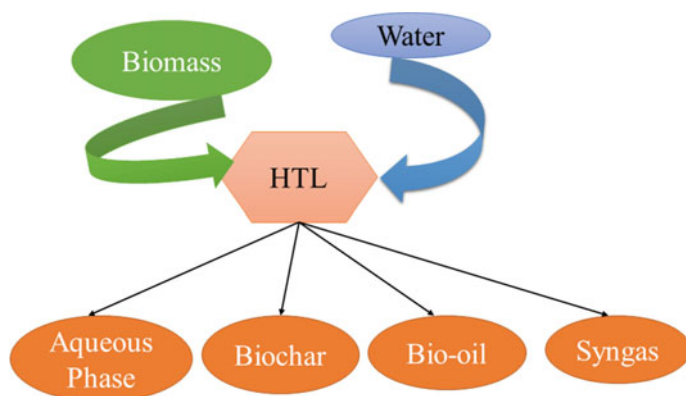 Biomass
Water
HTL
Aqueous
Phase
Biochar
Bio-oil
Syngas